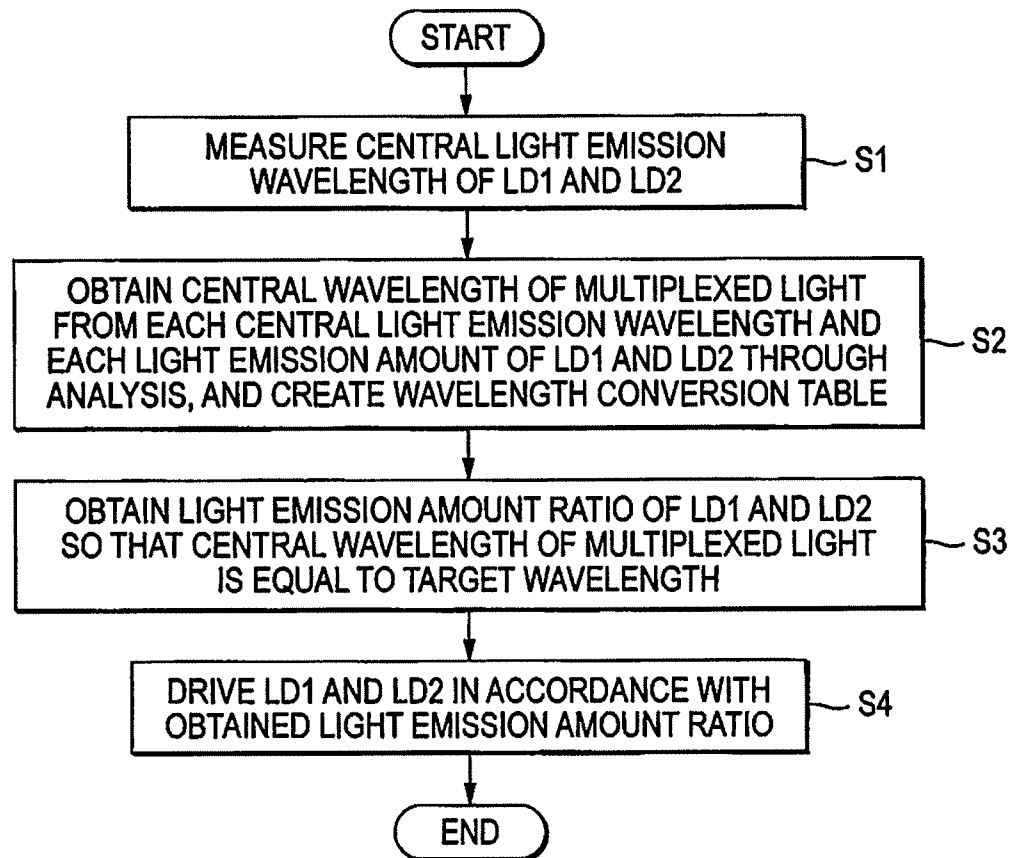 START
MEASURE CENTRAL LIGHT EMISSION
WAVELENGTH OF LD1 AND LD2
S1
OBTAIN CENTRAL WAVELENGTH OF MULTIPLEXED LIGHT
FROM EACH CENTRAL LIGHT EMISSION WAVELENGTH AND
EACH LIGHT EMISSION AMOUNT OF LD1 AND LD2 THROUGH
ANALYSIS, AND CREATE WAVELENGTH CONVERSION TABLE
S2
OBTAIN LIGHT EMISSION AMOUNT RATIO OF LD1 AND LD2
SO THAT CENTRAL WAVELENGTH OF MULTIPLEXED LIGHT
IS EQUAL TO TARGET WAVELENGTH
S3
DRIVE LD1 AND LD2 IN ACCORDANCE WITH
OBTAINED LIGHT EMISSION AMOUNT RATIO
S4
END